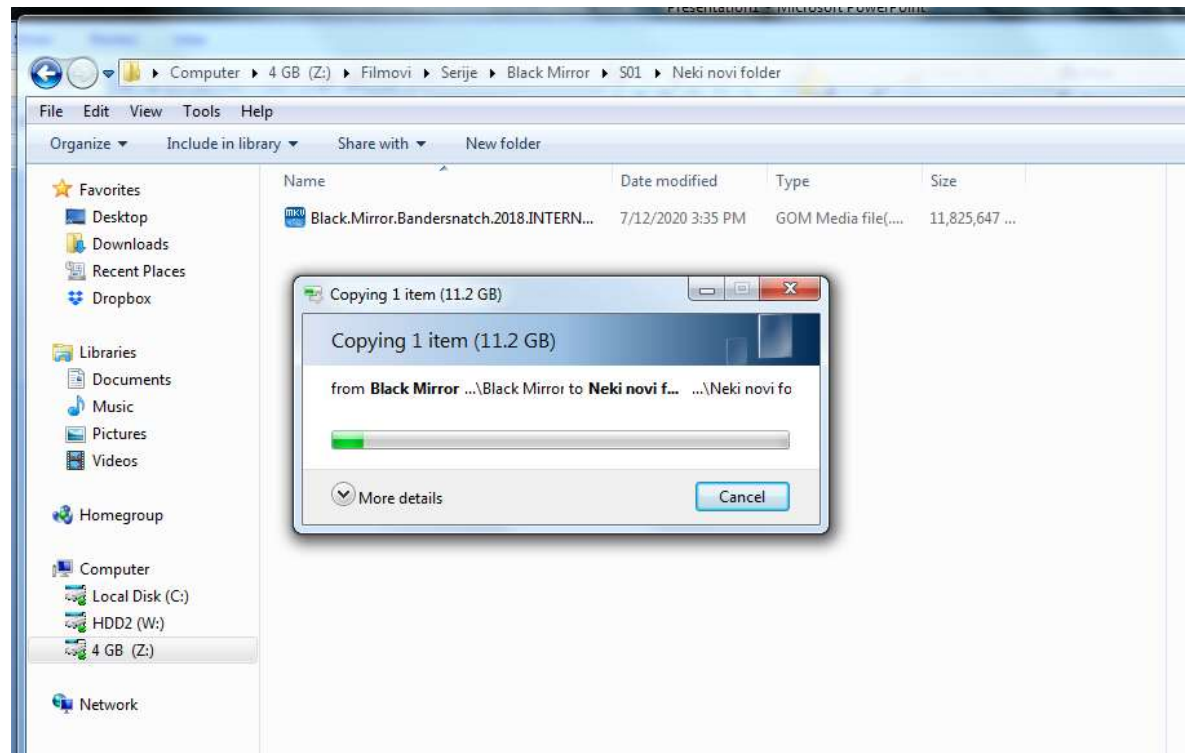 Presentation1 - Microsoft PowerPoint
Computer 4 GB (Z:) Filmovi Serije Black Mirror S01 Neki novi folder
File Edit View Tools Help
Organize Include in library Share with New folder
Favorites
Desktop
Downloads
Recent Places
Dropbox
Libraries
Documents
Music
Pictures
Videos
Homegroup
Computer
Local Disk (C:)
HDD2 (W:)
4 GB (Z:)
Network
Name Date modified Type Size
MKV Black.Mirror.Bandersnatch.2018.INTERN... 7/12/2020 3:35 PM GOM Media file(.... 11,825,647 ...
Copying 1 item (11.2 GB)
Copying 1 item (11.2 GB)
from Black Mirror ...\Black Mirror to Neki novi f... ...\Neki novi fo
More details Cancel